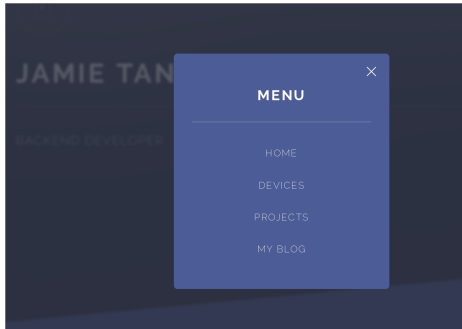 JAMIE TAN
BACKEND DEVELOPER
MENU
HOME
DEVICES
PROJECTS
MY BLOG